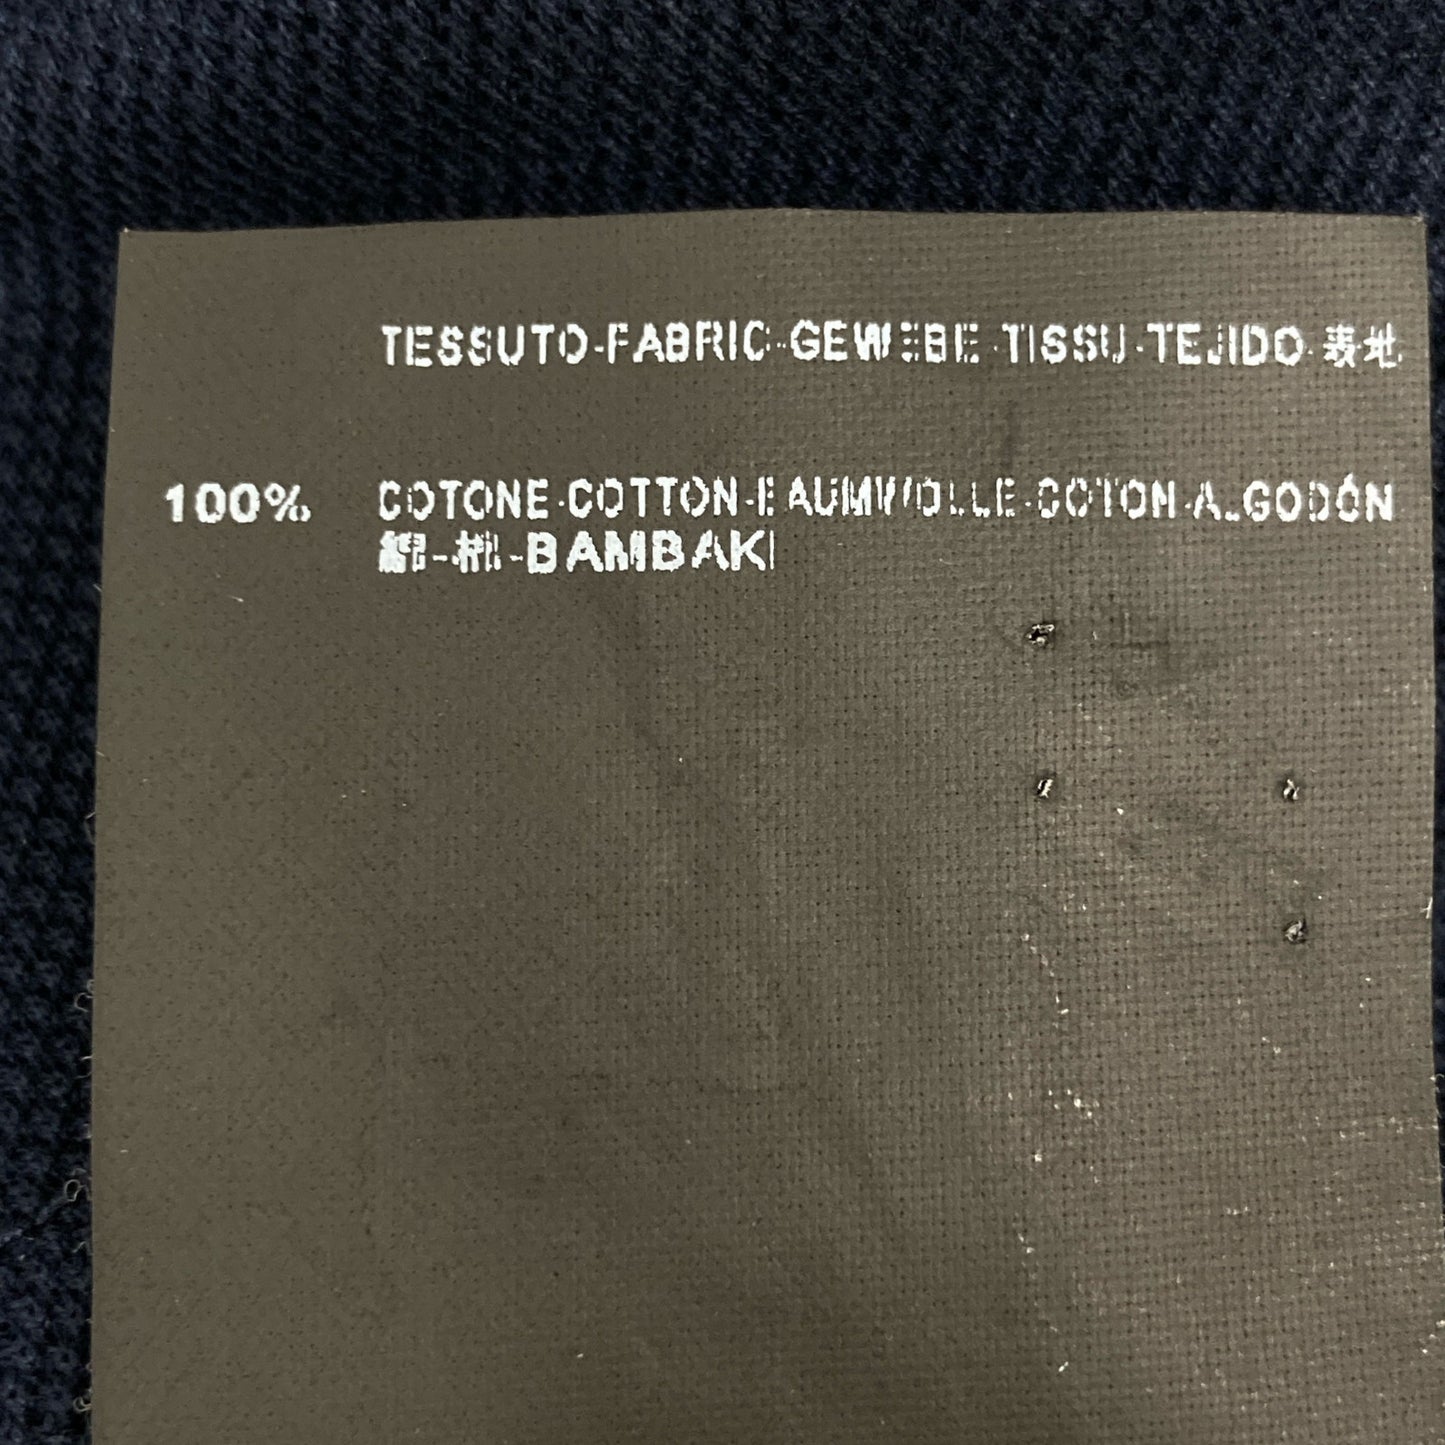 TESSUTO-FABRIC-GEWEBE-TISSU-TEJIDO-表地
100% COTONE-COTTON-BAUMWOLLE-COTON-ALGODÓN
綿-棉-BAMBAKI